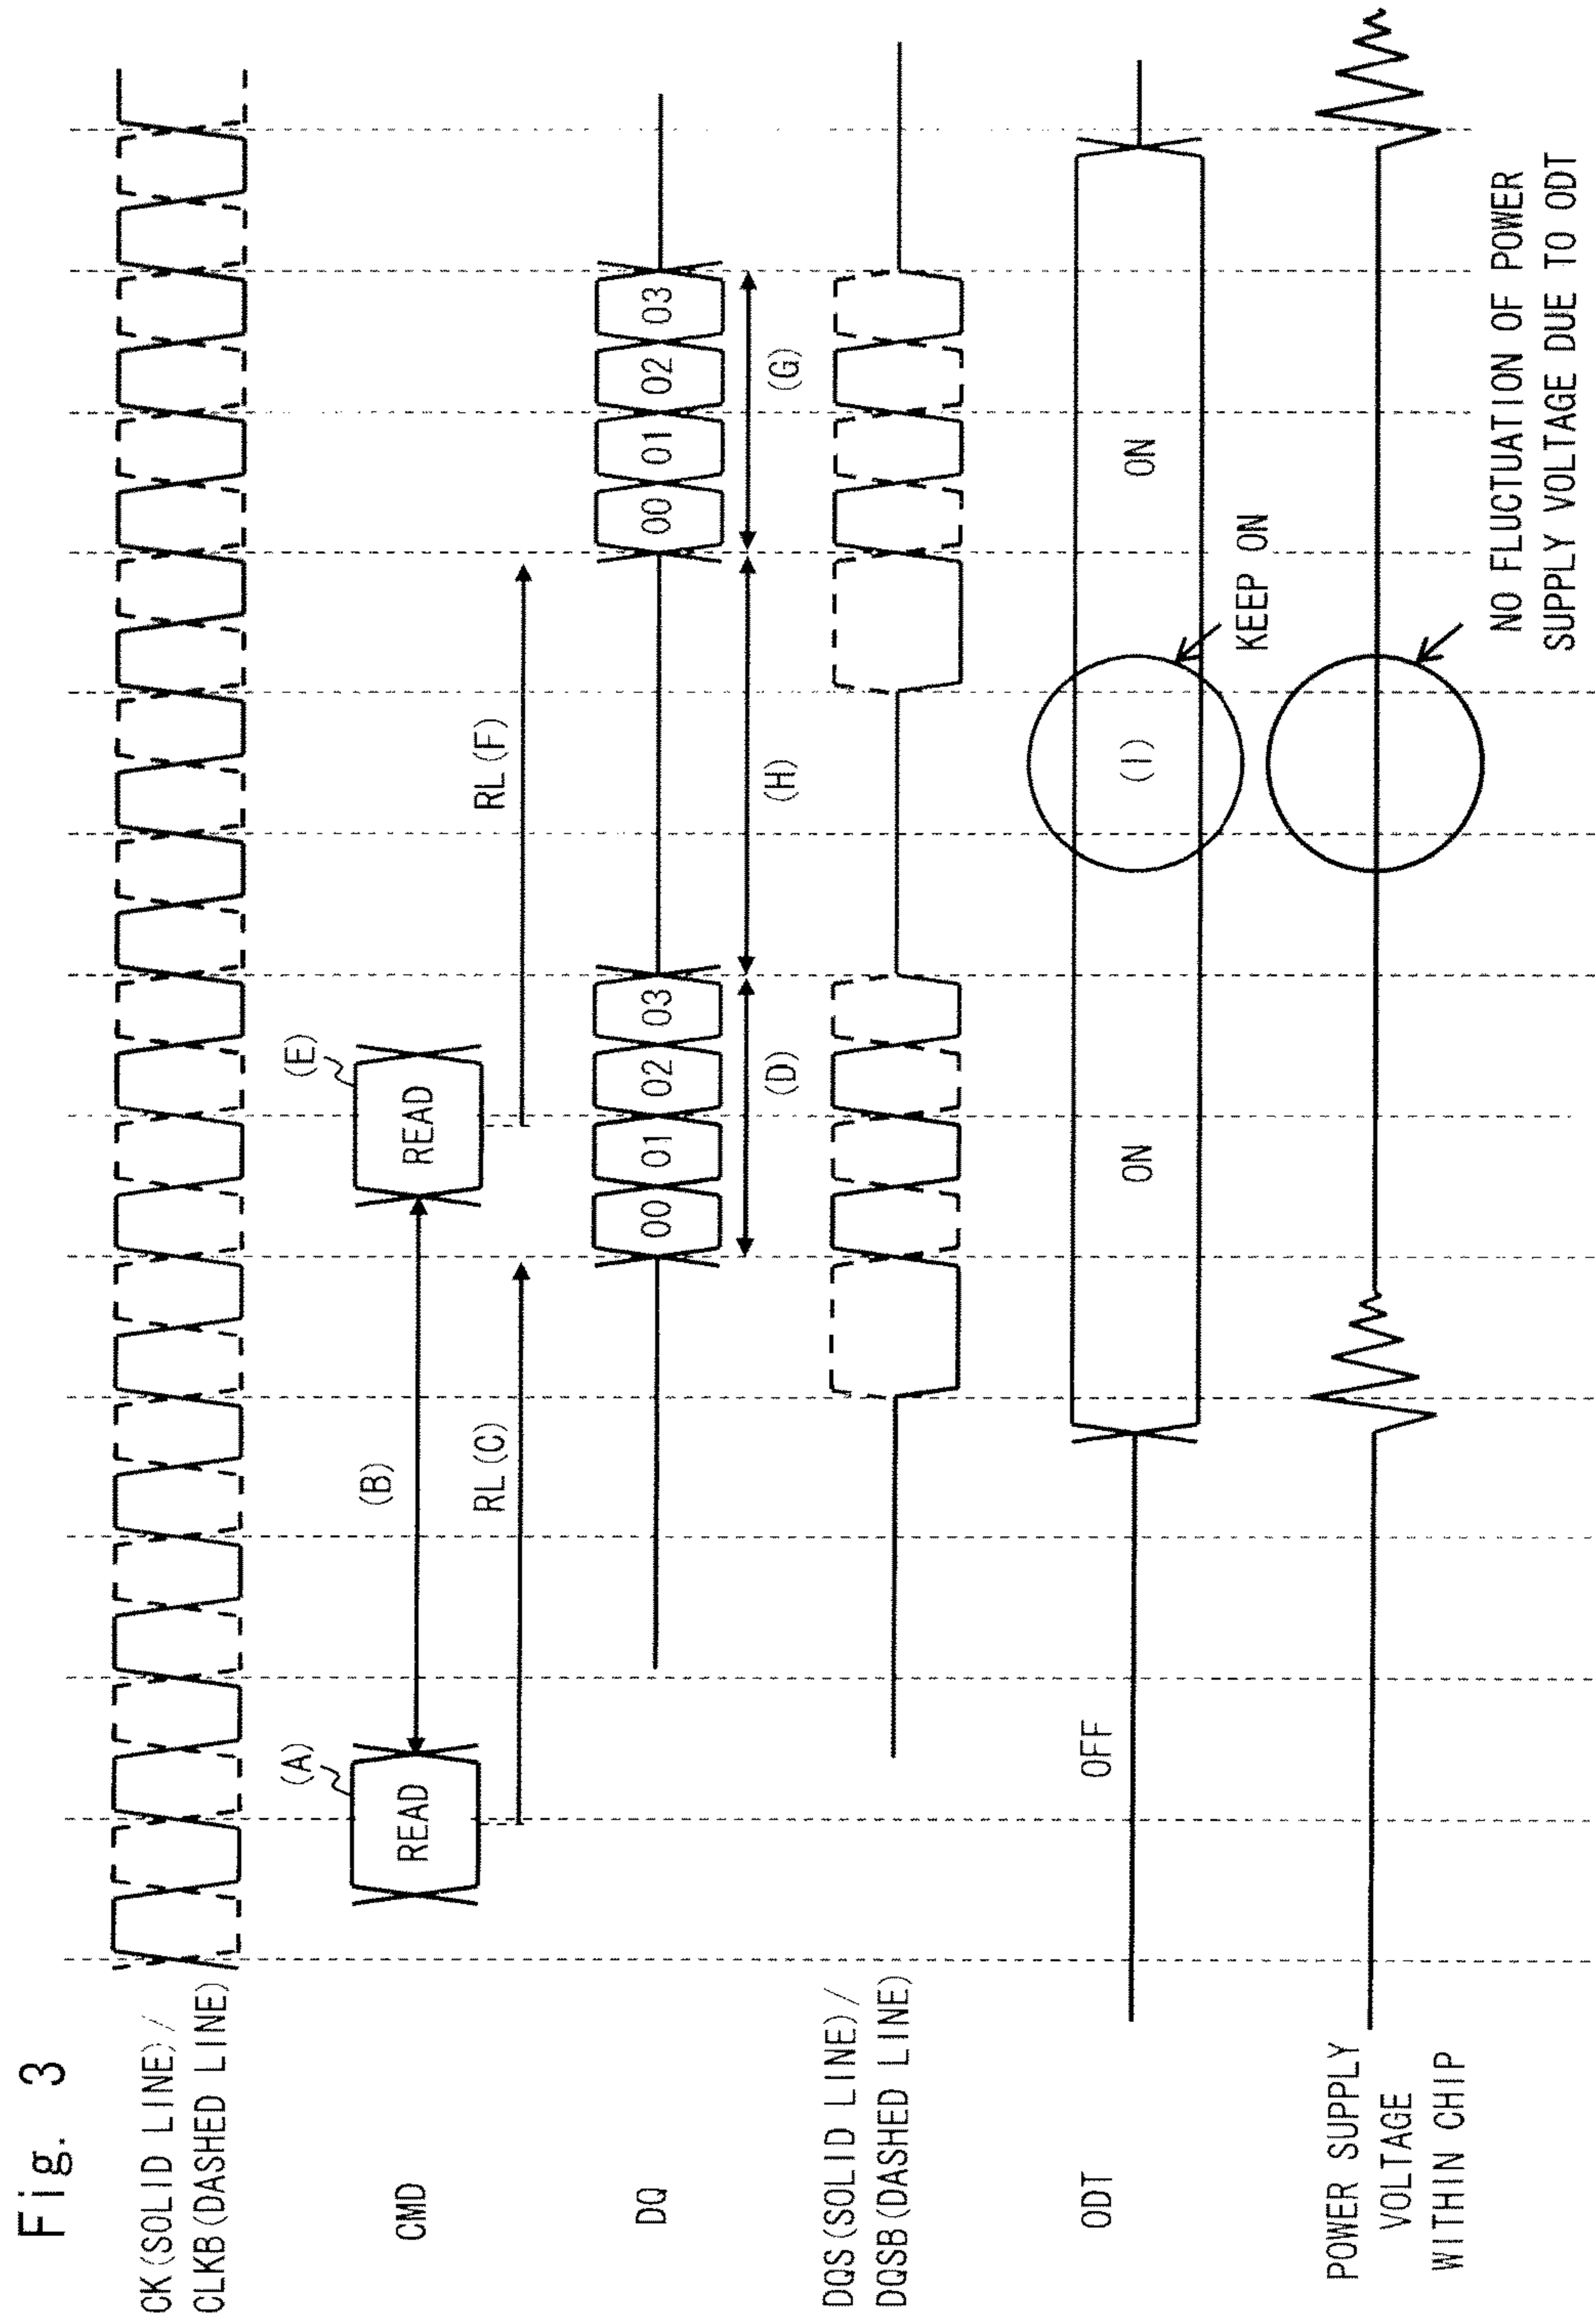 Fig. 3
CK(SOLID LINE)/
CLKB(DASHED LINE)
CMD
(A)
READ
(B)
(E)
READ
RL(C)
RL(F)
DQ
00 01 02 03
00 01 02 03
(D)
(H)
(G)
DQS(SOLID LINE)/
DQSB(DASHED LINE)
ODT
OFF
ON
(I)
ON
KEEP ON
POWER SUPPLY
VOLTAGE
WITHIN CHIP
NO FLUCTUATION OF POWER
SUPPLY VOLTAGE DUE TO ODT